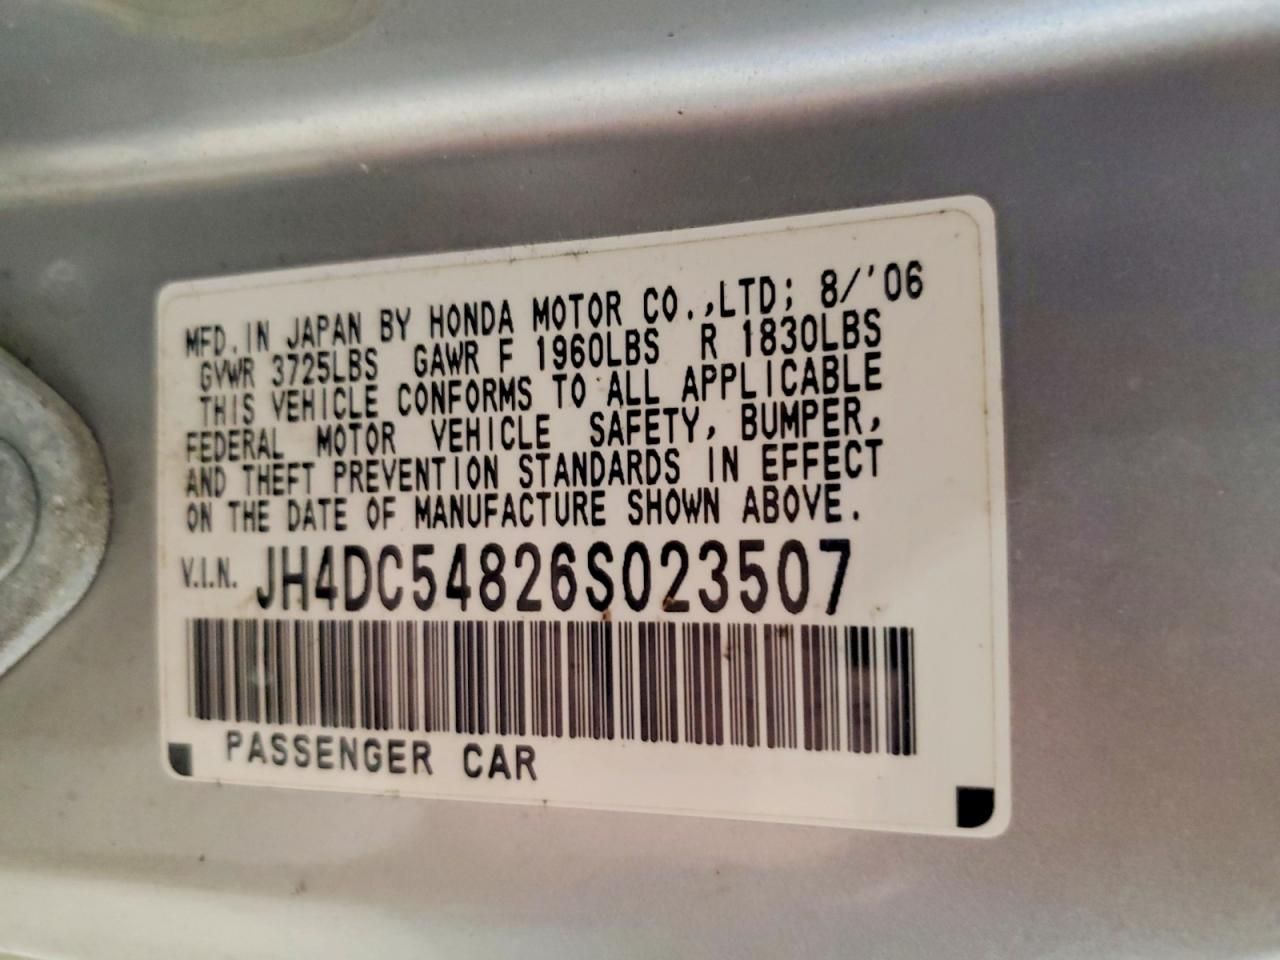 MFD. IN JAPAN BY HONDA MOTOR CO.,LTD; 8/'06
GVWR 3725LBS GAWR F 1960LBS R 1830LBS
THIS VEHICLE CONFORMS TO ALL APPLICABLE
FEDERAL MOTOR VEHICLE SAFETY, BUMPER,
AND THEFT PREVENTION STANDARDS IN EFFECT
ON THE DATE OF MANUFACTURE SHOWN ABOVE.
V.I.N. JH4DC54826S023507
PASSENGER CAR